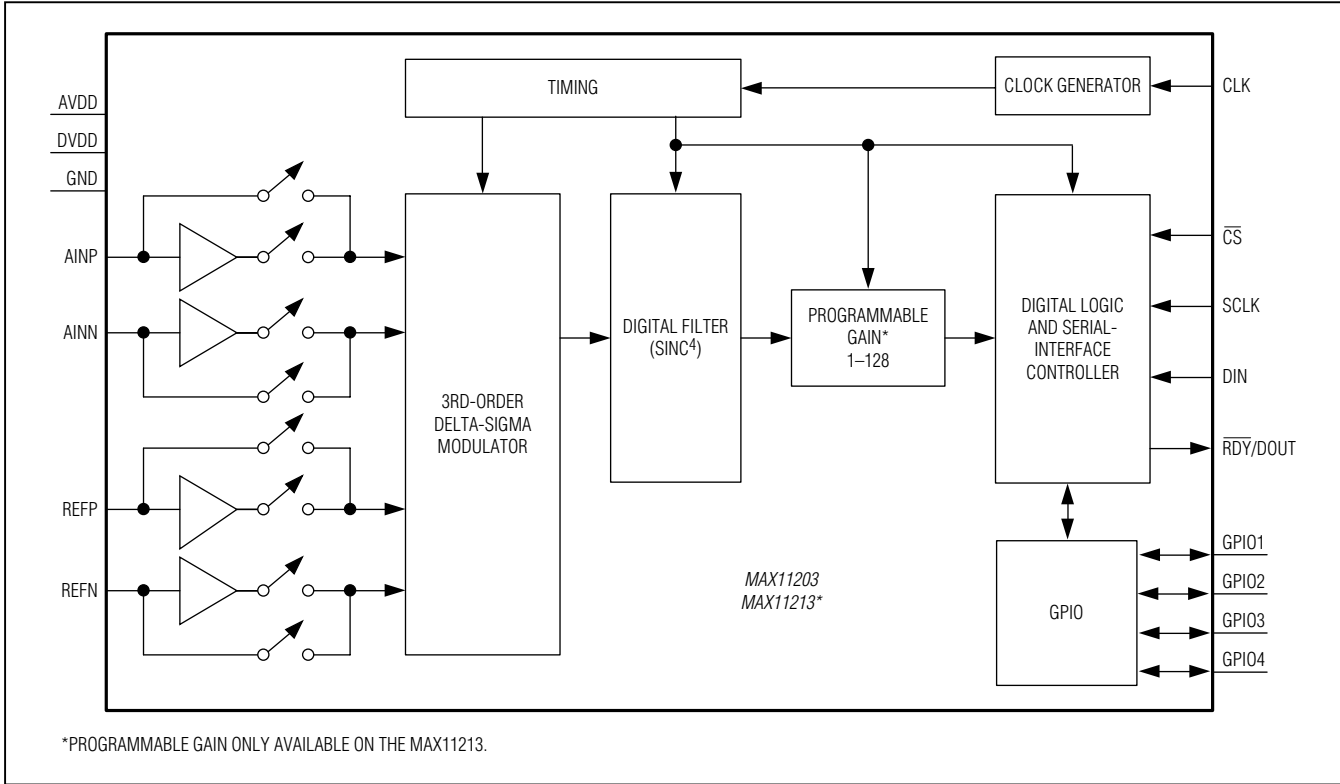 TIMING
CLOCK GENERATOR
CLK
AVDD
DVDD
GND
AINP
AINN
REFP
REFN
3RD-ORDER
DELTA-SIGMA
MODULATOR
DIGITAL FILTER
(SINC⁴)
PROGRAMMABLE
GAIN*
1–128
DIGITAL LOGIC
AND SERIAL-
INTERFACE
CONTROLLER
C̅S̅
SCLK
DIN
R̅D̅Y̅/DOUT
GPIO
GPIO1
GPIO2
GPIO3
GPIO4
MAX11203
MAX11213*
*PROGRAMMABLE GAIN ONLY AVAILABLE ON THE MAX11213.